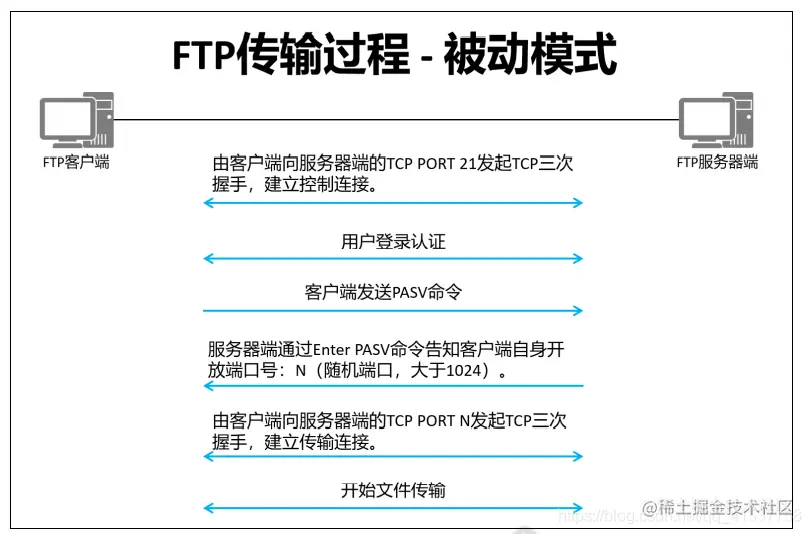 FTP传输过程 - 被动模式
FTP客户端
FTP服务器端
由客户端向服务器端的TCP PORT 21发起TCP三次
握手，建立控制连接。
用户登录认证
客户端发送PASV命令
服务器端通过Enter PASV命令告知客户端自身开
放端口号：N（随机端口，大于1024）。
由客户端向服务器端的TCP PORT N发起TCP三次
握手，建立传输连接。
开始文件传输
@稀土掘金技术社区